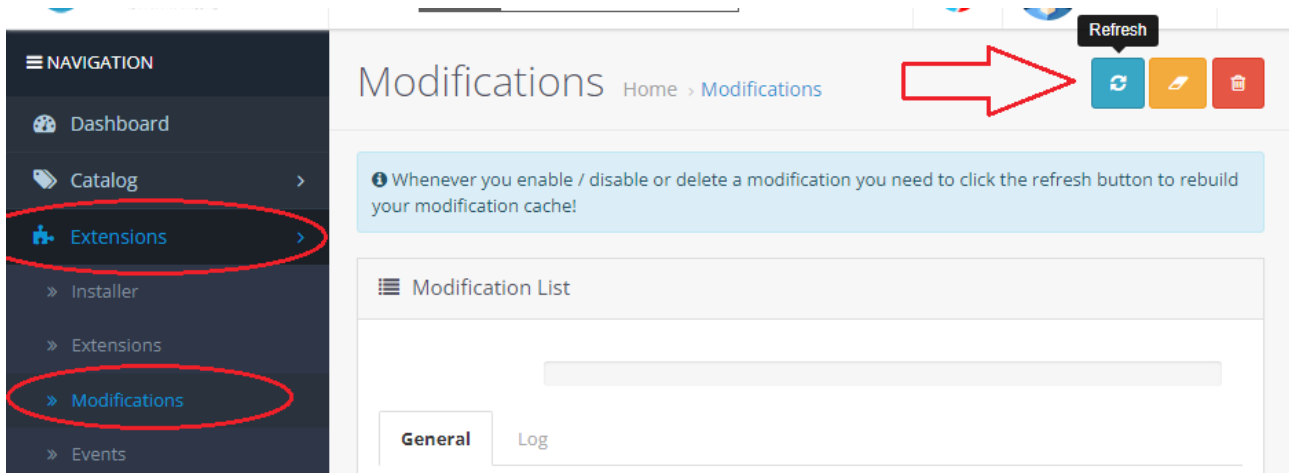 Refresh
NAVIGATION
Modifications Home › Modifications
Dashboard
Catalog
Whenever you enable / disable or delete a modification you need to click the refresh button to rebuild
your modification cache!
Extensions
Modification List
Installer
Extensions
Modifications
General Log
Events